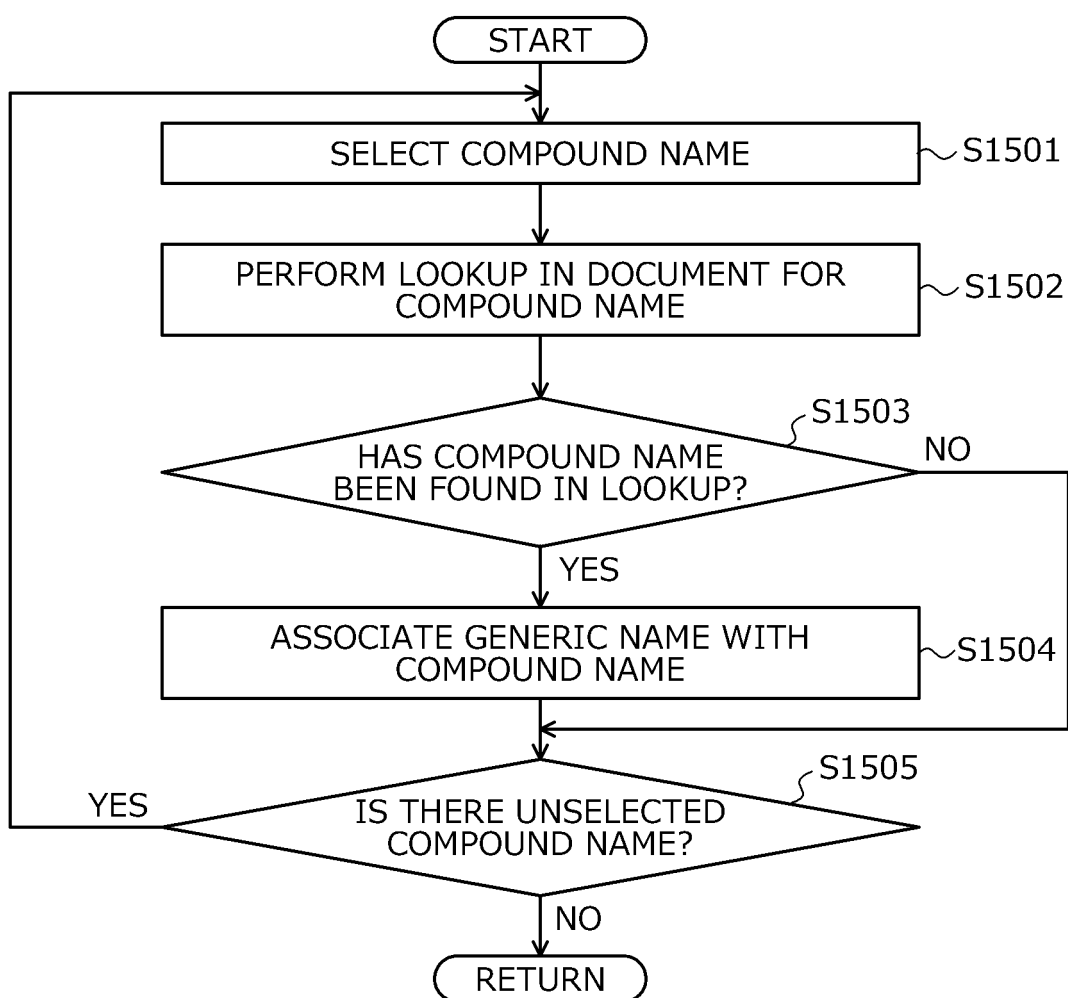 START
SELECT COMPOUND NAME
S1501
PERFORM LOOKUP IN DOCUMENT FOR
COMPOUND NAME
S1502
S1503
HAS COMPOUND NAME
BEEN FOUND IN LOOKUP?
NO
YES
ASSOCIATE GENERIC NAME WITH
COMPOUND NAME
S1504
S1505
YES
IS THERE UNSELECTED
COMPOUND NAME?
NO
RETURN